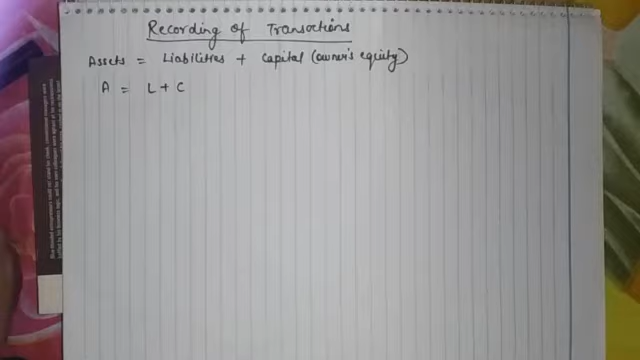 Recording of Transactions
Assets = Liabilities + Capital (owner's equity)
A = L + C